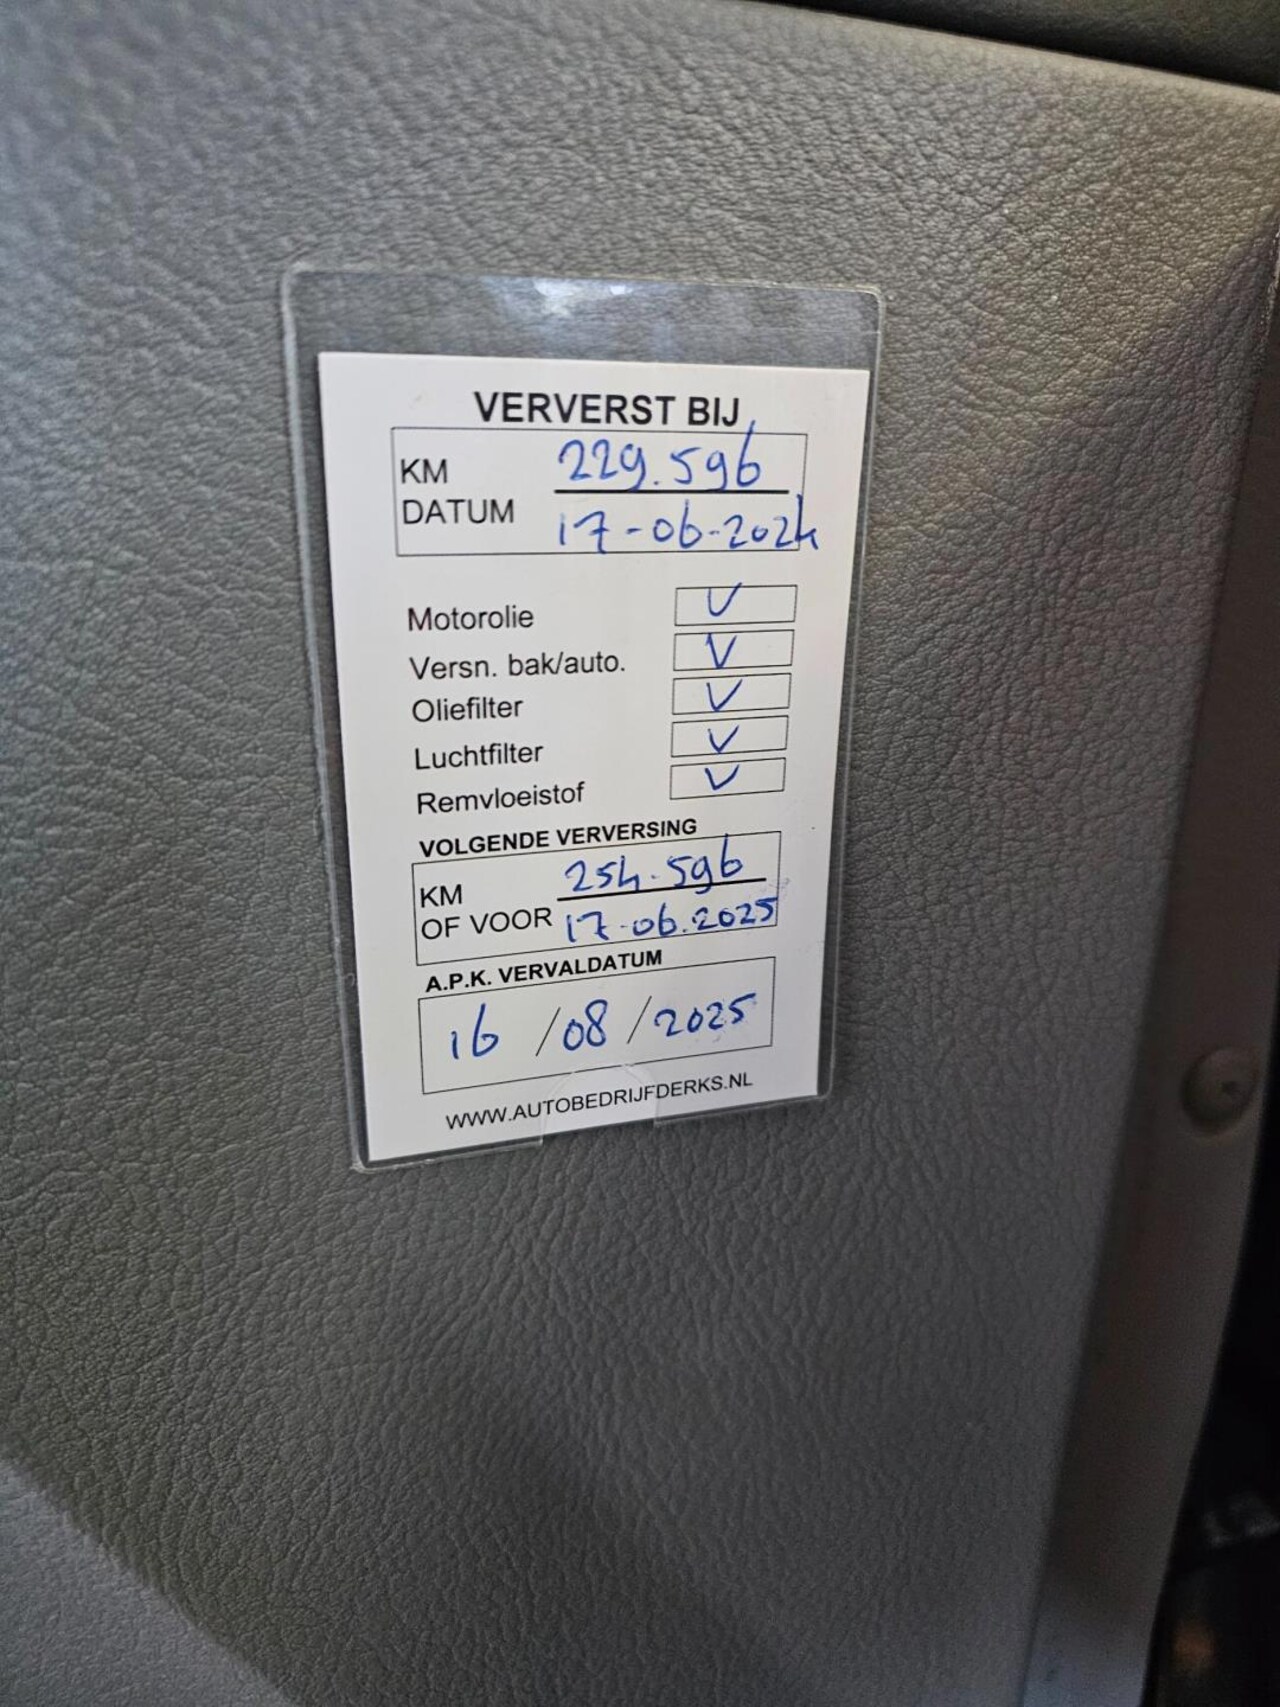 VERVERST BIJ
KM 229.596
DATUM 17-06-2024
Motorolie V
Versn. bak/auto. V
Oliefilter V
Luchtfilter V
Remvloeistof V
VOLGENDE VERVERSING
KM 254.596
OF VOOR 17-06.2025
A.P.K. VERVALDATUM
16/08/2025
WWW.AUTOBEDRIJFDERKS.NL